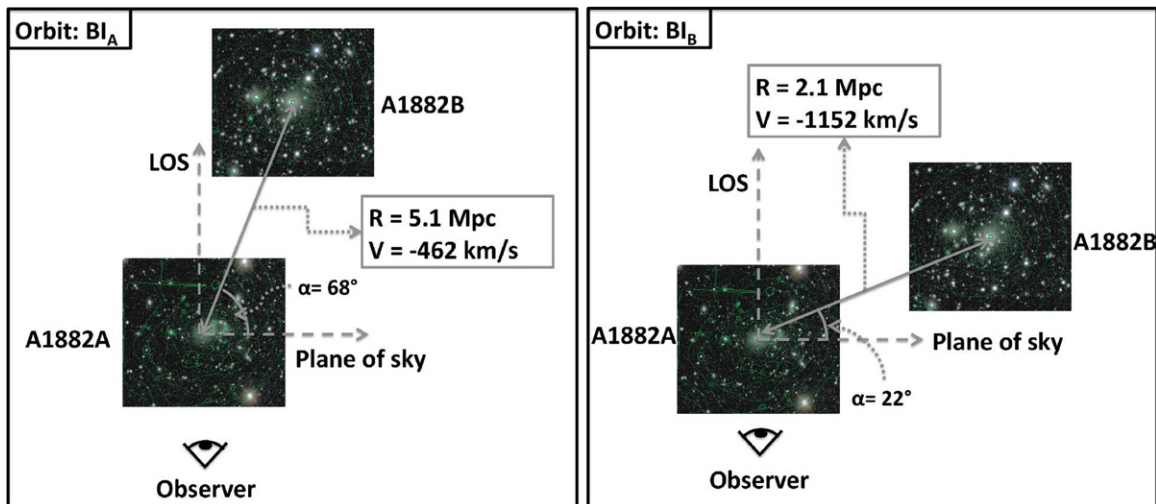 Orbit: BI_A
A1882B
LOS
R = 5.1 Mpc
V = -462 km/s
α= 68°
A1882A
Plane of sky
Observer
Orbit: BI_B
R = 2.1 Mpc
V = -1152 km/s
LOS
A1882B
A1882A
Plane of sky
α= 22°
Observer